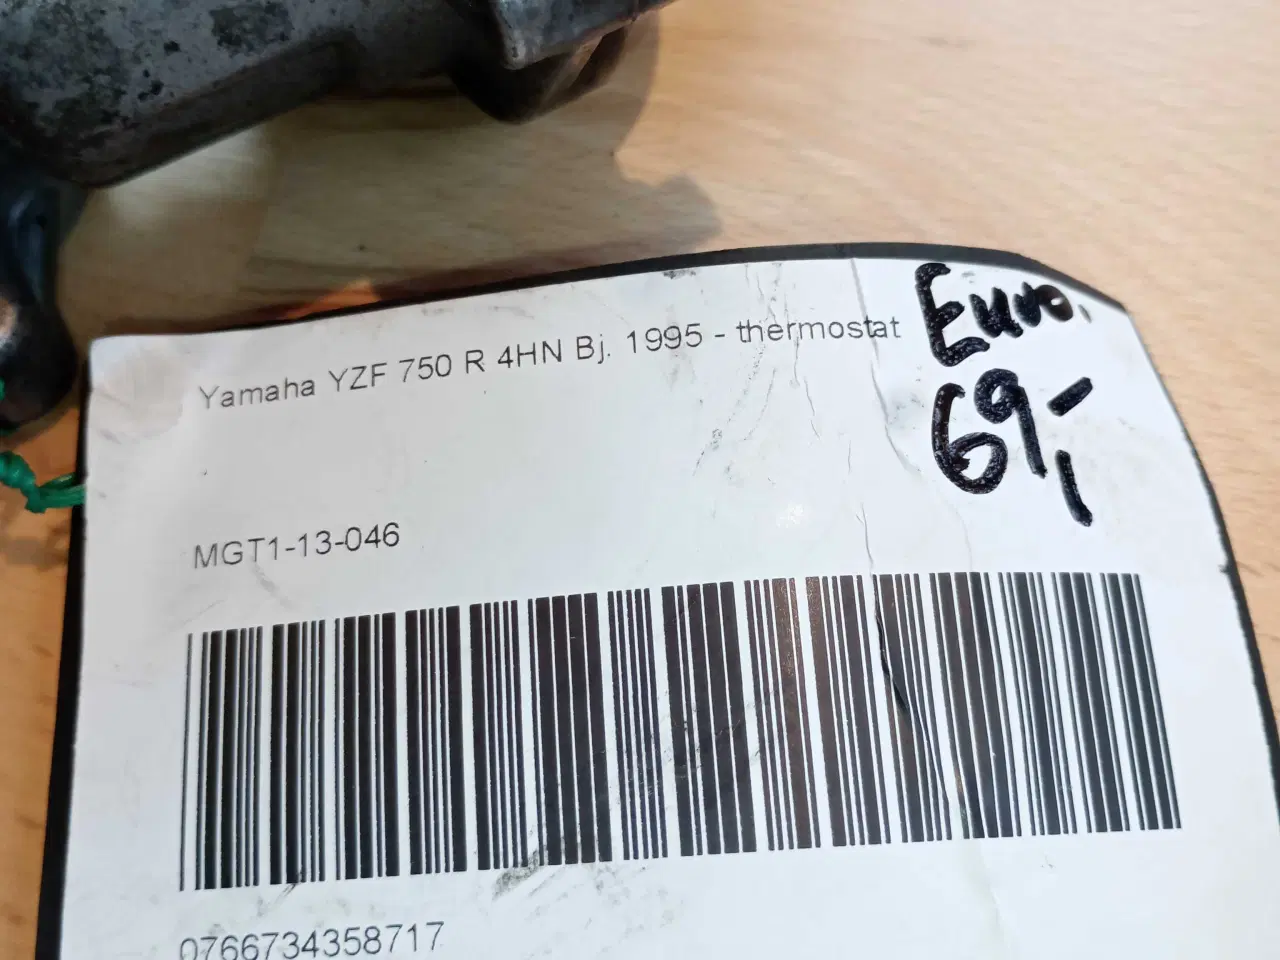 Yamaha YZF 750 R 4HN Bj. 1995 - thermostat
Euro.
69,-
MGT1-13-046
0766734358717